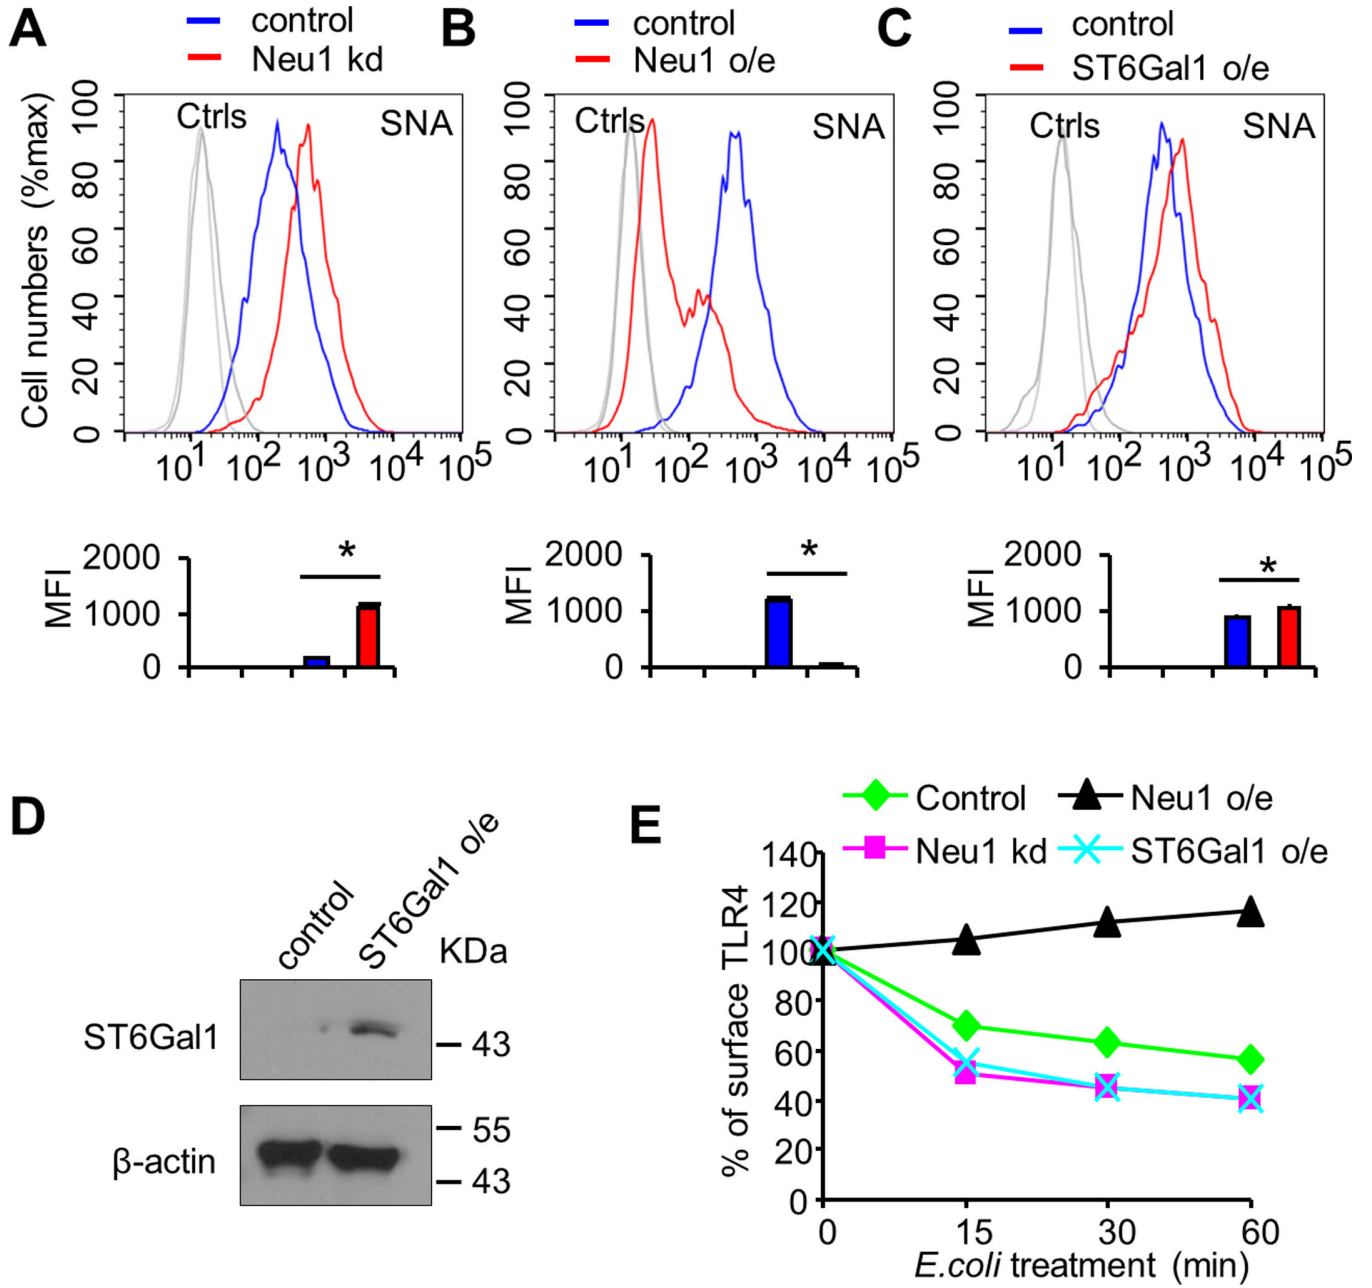 A
control
Neu1 kd
Cell numbers (%max)
100
80
60
40
20
0
Ctrls
SNA
10¹ 10² 10³ 10⁴ 10⁵
MFI
2000
1000
0
*
B
control
Neu1 o/e
100
80
60
40
20
0
Ctrls
SNA
10¹ 10² 10³ 10⁴ 10⁵
MFI
2000
1000
0
*
C
control
ST6Gal1 o/e
100
80
60
40
20
0
Ctrls
SNA
10¹ 10² 10³ 10⁴ 10⁵
MFI
2000
1000
0
*
D
control
ST6Gal1 o/e
KDa
ST6Gal1
43
β-actin
55
43
E
Control
Neu1 o/e
Neu1 kd
ST6Gal1 o/e
% of surface TLR4
140
120
100
80
60
40
20
0
0 15 30 60
E.coli treatment (min)